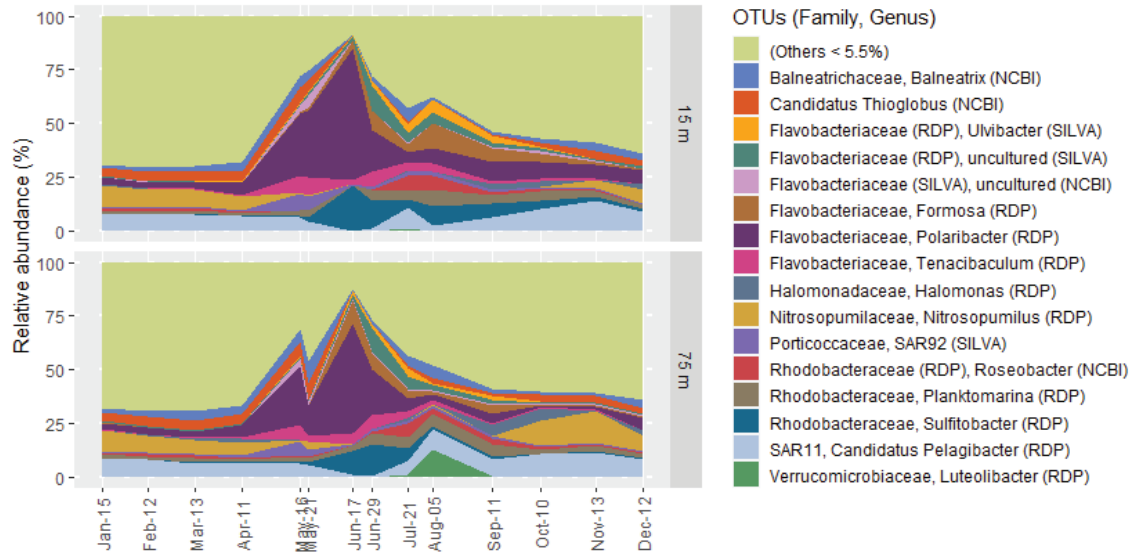 Relative abundance (%)
100
75
50
25
0
15 m
100
75
50
25
0
75 m
Jan-15
Feb-12
Mar-13
Apr-11
May-16
May-21
Jun-17
Jun-29
Jul-21
Aug-05
Sep-11
Oct-10
Nov-13
Dec-12
OTUs (Family, Genus)
(Others < 5.5%)
Balneatrichaceae, Balneatrix (NCBI)
Candidatus Thioglobus (NCBI)
Flavobacteriaceae (RDP), Ulvibacter (SILVA)
Flavobacteriaceae (RDP), uncultured (SILVA)
Flavobacteriaceae (SILVA), uncultured (NCBI)
Flavobacteriaceae, Formosa (RDP)
Flavobacteriaceae, Polaribacter (RDP)
Flavobacteriaceae, Tenacibaculum (RDP)
Halomonadaceae, Halomonas (RDP)
Nitrosopumilaceae, Nitrosopumilus (RDP)
Porticoccaceae, SAR92 (SILVA)
Rhodobacteraceae (RDP), Roseobacter (NCBI)
Rhodobacteraceae, Planktomarina (RDP)
Rhodobacteraceae, Sulfitobacter (RDP)
SAR11, Candidatus Pelagibacter (RDP)
Verrucomicrobiaceae, Luteolibacter (RDP)